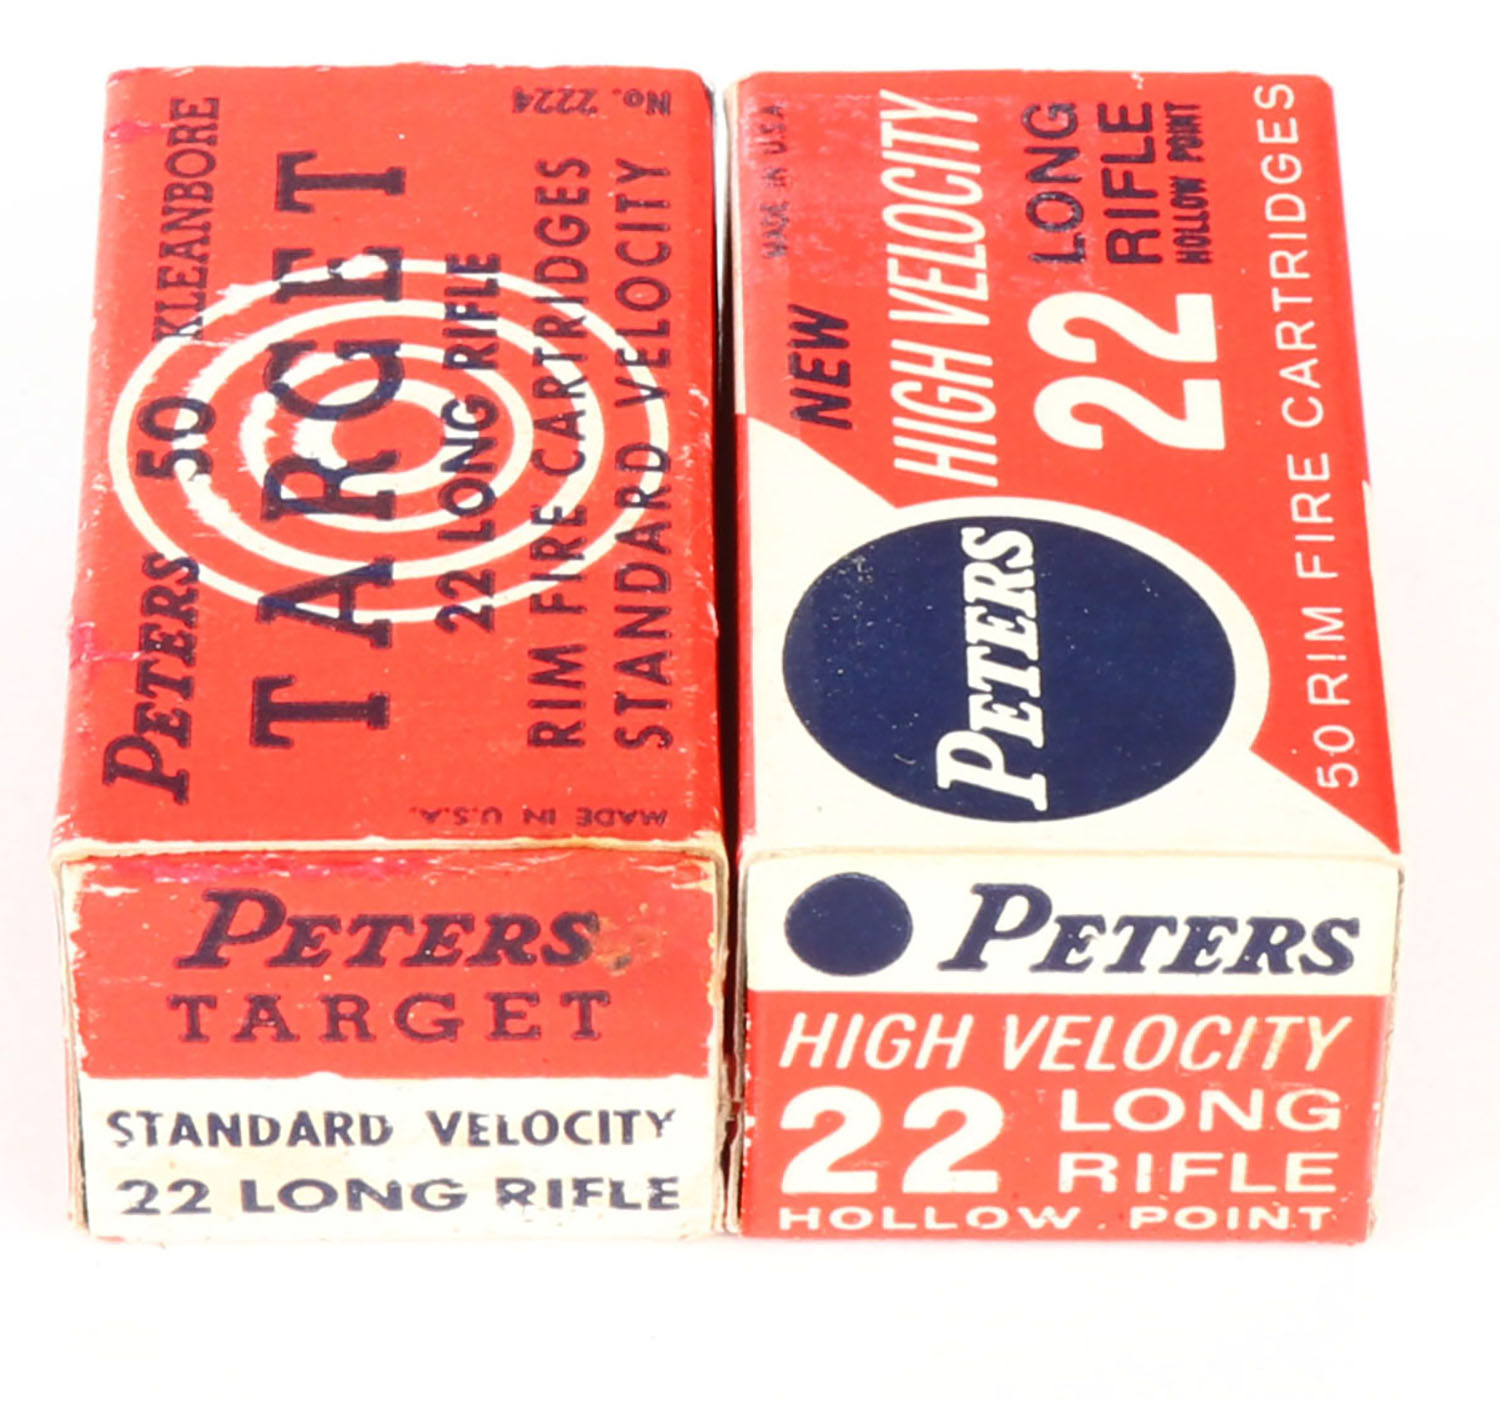 PETERS 50 KLEANBORE
TARGET
22 LONG RIFLE
RIM FIRE CARTRIDGES
STANDARD VELOCITY
No. 2224
MADE IN U.S.A.
PETERS
TARGET
STANDARD VELOCITY
22 LONG RIFLE
MADE IN U.S.A
NEW
HIGH VELOCITY
22 LONG
RIFLE
HOLLOW POINT
PETERS
50 RIM FIRE CARTRIDGES
PETERS
HIGH VELOCITY
22 LONG
RIFLE
HOLLOW POINT